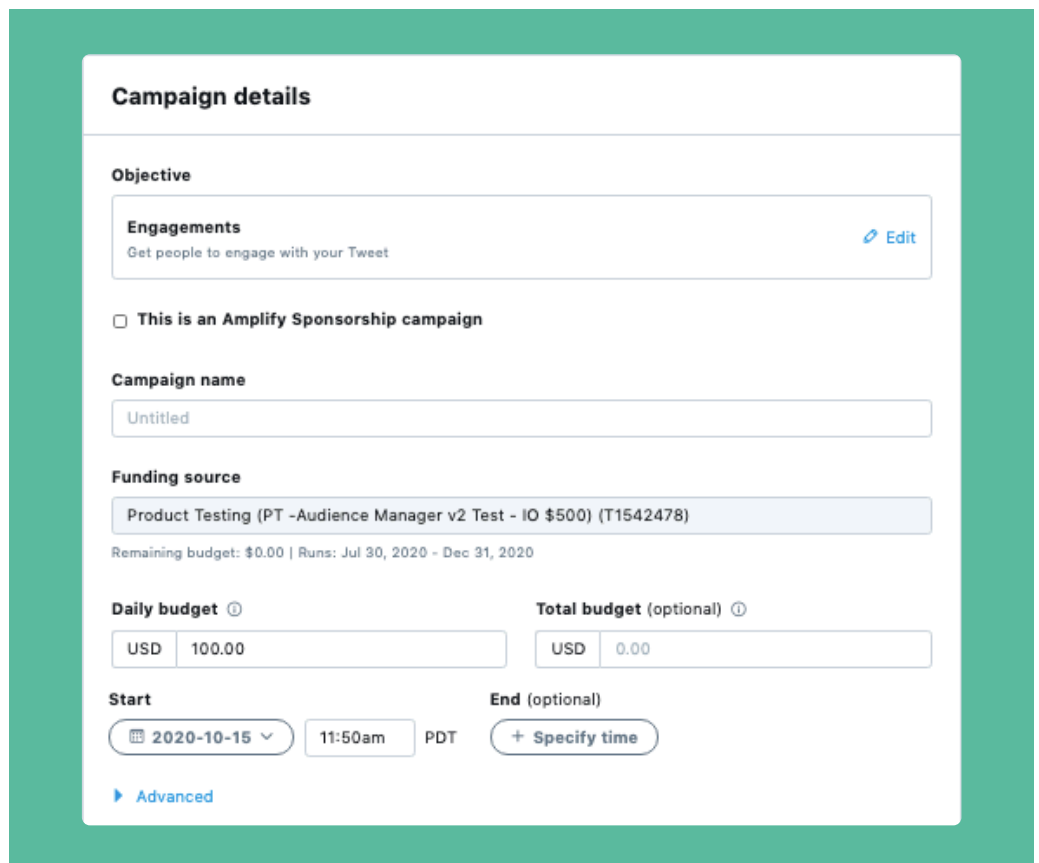 Campaign details
Objective
Engagements
Get people to engage with your Tweet
Edit
This is an Amplify Sponsorship campaign
Campaign name
Untitled
Funding source
Product Testing (PT -Audience Manager v2 Test - IO $500) (T1542478)
Remaining budget: $0.00 | Runs: Jul 30, 2020 - Dec 31, 2020
Daily budget
Total budget (optional)
USD 100.00
USD 0.00
Start
End (optional)
2020-10-15 11:50am PDT
+ Specify time
Advanced